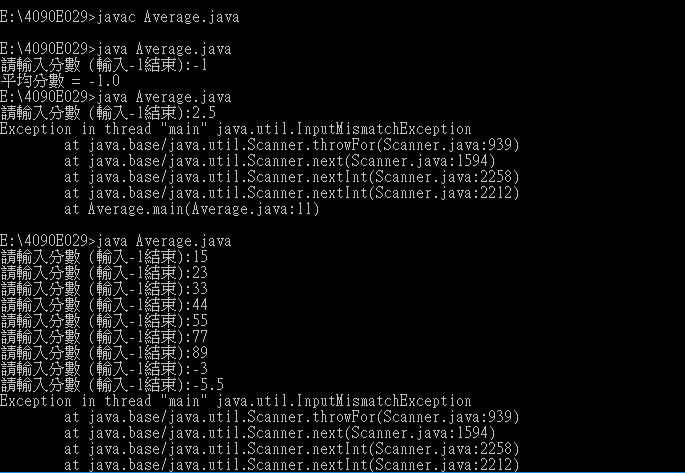 E:\4090E029>javac Average.java
E:\4090E029>java Average.java
請輸入分數 (輸入-1結束):-1
平均分數 = -1.0
E:\4090E029>java Average.java
請輸入分數 (輸入-1結束):2.5
Exception in thread "main" java.util.InputMismatchException
at java.base/java.util.Scanner.throwFor(Scanner.java:939)
at java.base/java.util.Scanner.next(Scanner.java:1594)
at java.base/java.util.Scanner.nextInt(Scanner.java:2258)
at java.base/java.util.Scanner.nextInt(Scanner.java:2212)
at Average.main(Average.java:11)
E:\4090E029>java Average.java
請輸入分數 (輸入-1結束):15
請輸入分數 (輸入-1結束):23
請輸入分數 (輸入-1結束):33
請輸入分數 (輸入-1結束):44
請輸入分數 (輸入-1結束):55
請輸入分數 (輸入-1結束):77
請輸入分數 (輸入-1結束):89
請輸入分數 (輸入-1結束):-3
請輸入分數 (輸入-1結束):-5.5
Exception in thread "main" java.util.InputMismatchException
at java.base/java.util.Scanner.throwFor(Scanner.java:939)
at java.base/java.util.Scanner.next(Scanner.java:1594)
at java.base/java.util.Scanner.nextInt(Scanner.java:2258)
at java.base/java.util.Scanner.nextInt(Scanner.java:2212)